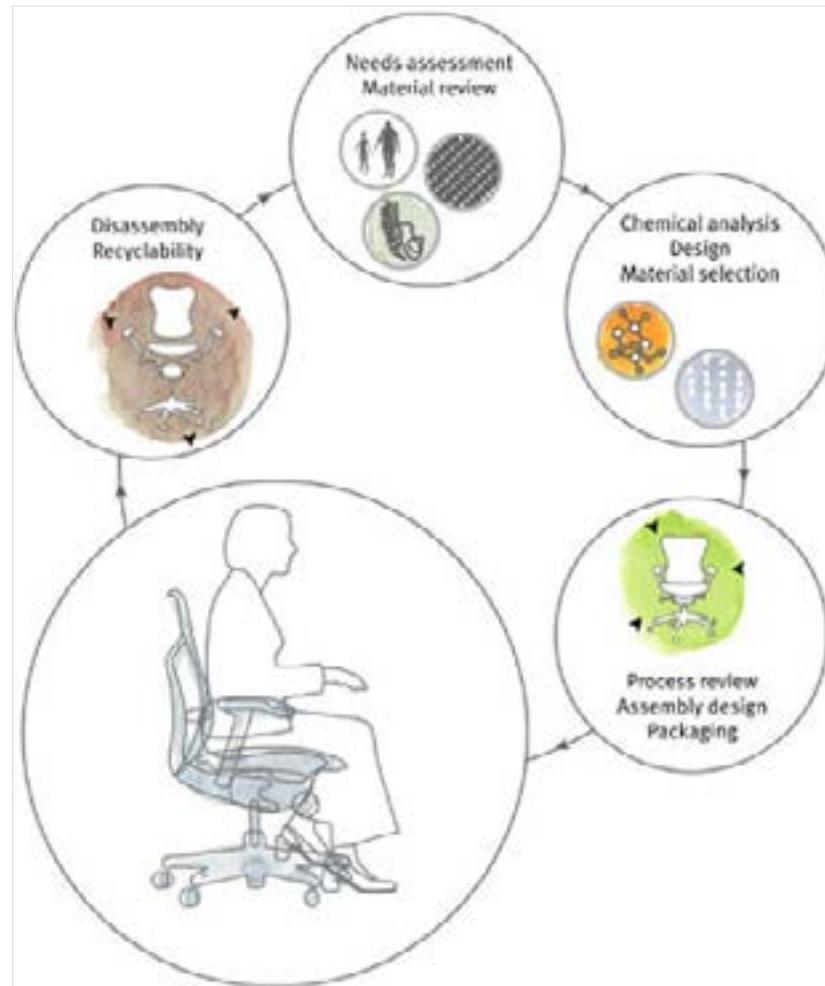 Needs assessment
Material review
Disassembly
Recyclability
Chemical analysis
Design
Material selection
Process review
Assembly design
Packaging